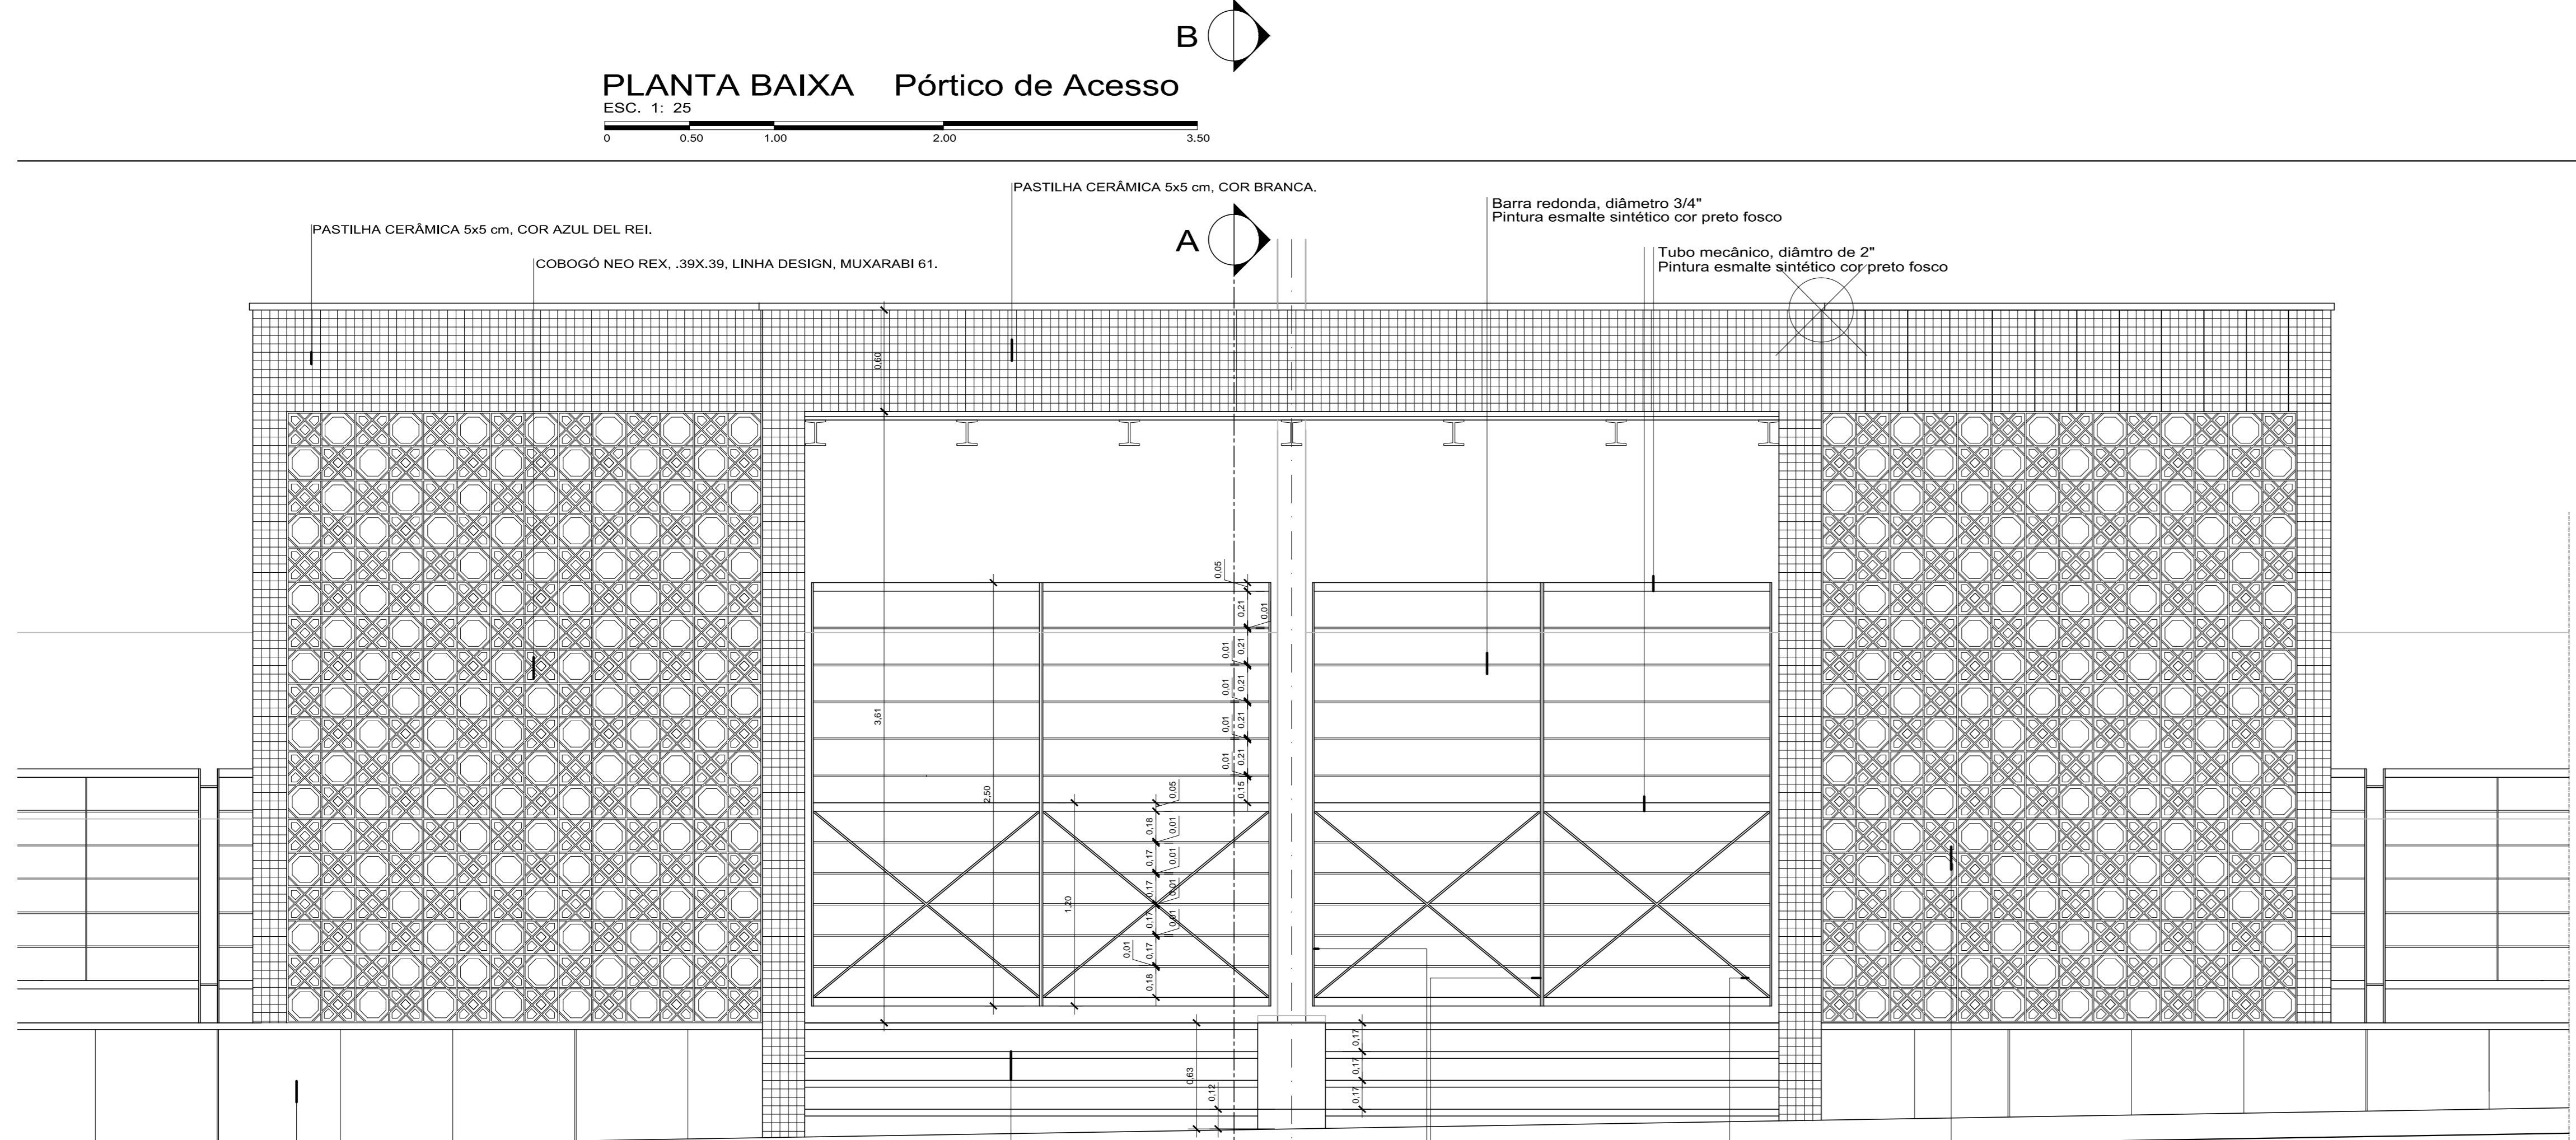 B
PLANTA BAIXA Pórtico de Acesso
ESC. 1: 25
0 0.50 1.00 2.00 3.50
PASTILHA CERÂMICA 5x5 cm, COR BRANCA.
Barra redonda, diâmetro 3/4"
Pintura esmalte sintético cor preto fosco
PASTILHA CERÂMICA 5x5 cm, COR AZUL DEL REI.
A
Tubo mecânico, diâmtro de 2"
Pintura esmalte sintético cor preto fosco
COBOGÓ NEO REX, .39X.39, LINHA DESIGN, MUXARABI 61.
0,60
3,61
2,50
1,20
0,05
0,21
0,01
0,21
0,01
0,21
0,01
0,21
0,01
0,21
0,01
0,15
0,05
0,18
0,01
0,17
0,01
0,17
0,01
0,17
0,01
0,17
0,01
0,18
0,63
0,12
0,17
0,17
0,17